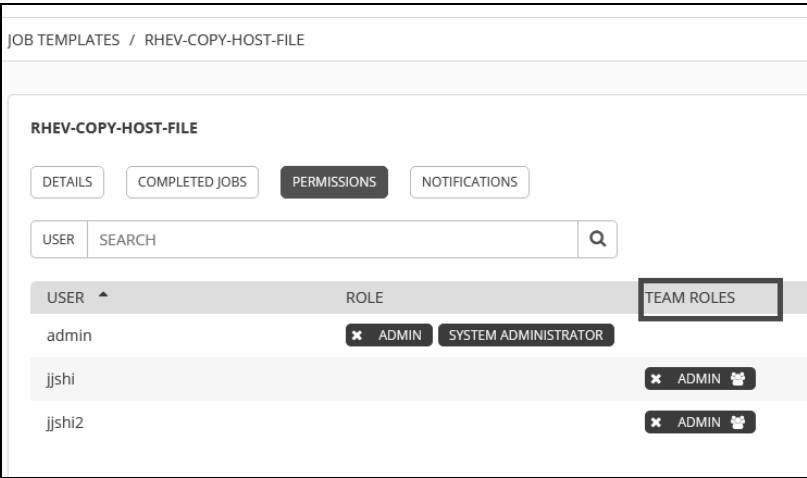 JOB TEMPLATES / RHEV-COPY-HOST-FILE
RHEV-COPY-HOST-FILE
DETAILS COMPLETED JOBS PERMISSIONS NOTIFICATIONS
USER SEARCH
USER ROLE TEAM ROLES
admin ADMIN SYSTEM ADMINISTRATOR
jjshi ADMIN
jjshi2 ADMIN